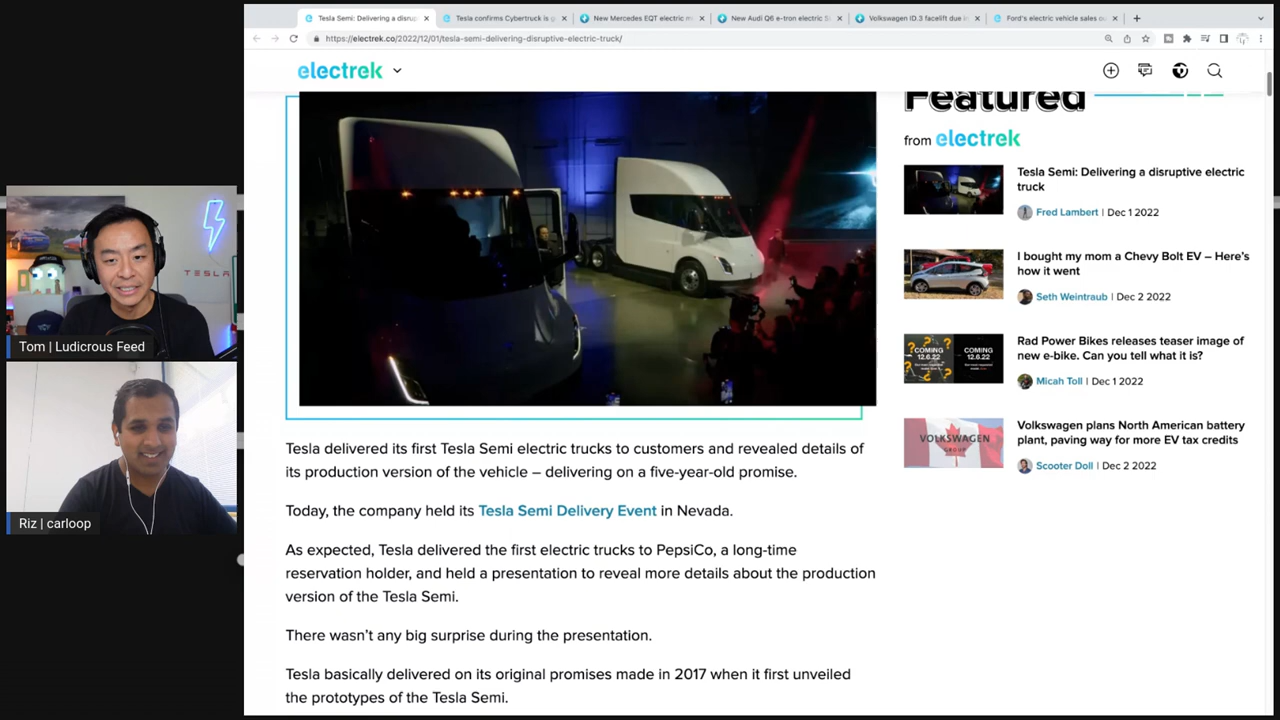 Tesla Semi: Delivering a disrup
Tesla confirms Cybertruck is g
New Mercedes EQT electric m
New Audi Q6 e-tron electric S
Volkswagen ID.3 facelift due i
Ford's electric vehicle sales o
https://electrek.co/2022/12/01/tesla-semi-delivering-disruptive-electric-truck/
electrek
Featured
from electrek
Tesla Semi: Delivering a disruptive electric
truck
Fred Lambert | Dec 1 2022
I bought my mom a Chevy Bolt EV – Here's
how it went
Seth Weintraub | Dec 2 2022
COMING
12.6.22
COMING
12.6.22
Rad Power Bikes releases teaser image of
new e-bike. Can you tell what it is?
Micah Toll | Dec 1 2022
VOLKSWAGEN
GROUP
Volkswagen plans North American battery
plant, paving way for more EV tax credits
Scooter Doll | Dec 2 2022
TESLA
Tom | Ludicrous Feed
Riz | carloop
Tesla delivered its first Tesla Semi electric trucks to customers and revealed details of
its production version of the vehicle – delivering on a five-year-old promise.
Today, the company held its Tesla Semi Delivery Event in Nevada.
As expected, Tesla delivered the first electric trucks to PepsiCo, a long-time
reservation holder, and held a presentation to reveal more details about the production
version of the Tesla Semi.
There wasn't any big surprise during the presentation.
Tesla basically delivered on its original promises made in 2017 when it first unveiled
the prototypes of the Tesla Semi.